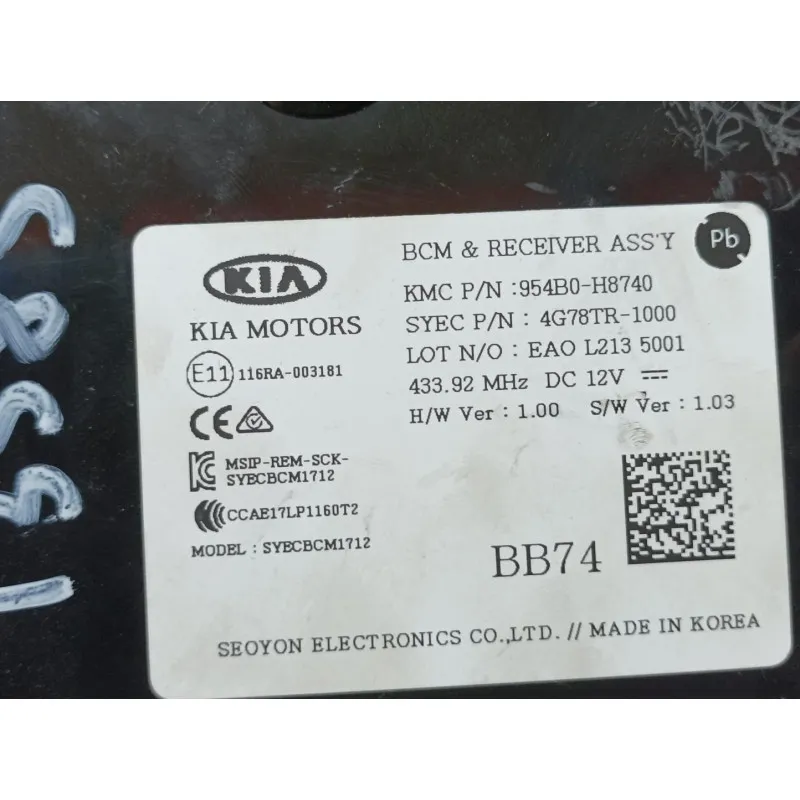 KIA
KIA MOTORS
E11 116RA-003181
CE
MSIP-REM-SCK-
SYECBCM1712
CCAE17LP1160T2
MODEL : SYECBCM1712
BCM & RECEIVER ASS'Y
Pb
KMC P/N :954B0-H8740
SYEC P/N : 4G78TR-1000
LOT N/O : EAO L213 5001
433.92 MHz DC 12V
H/W Ver : 1.00 S/W Ver : 1.03
BB74
SEOYON ELECTRONICS CO.,LTD. // MADE IN KOREA